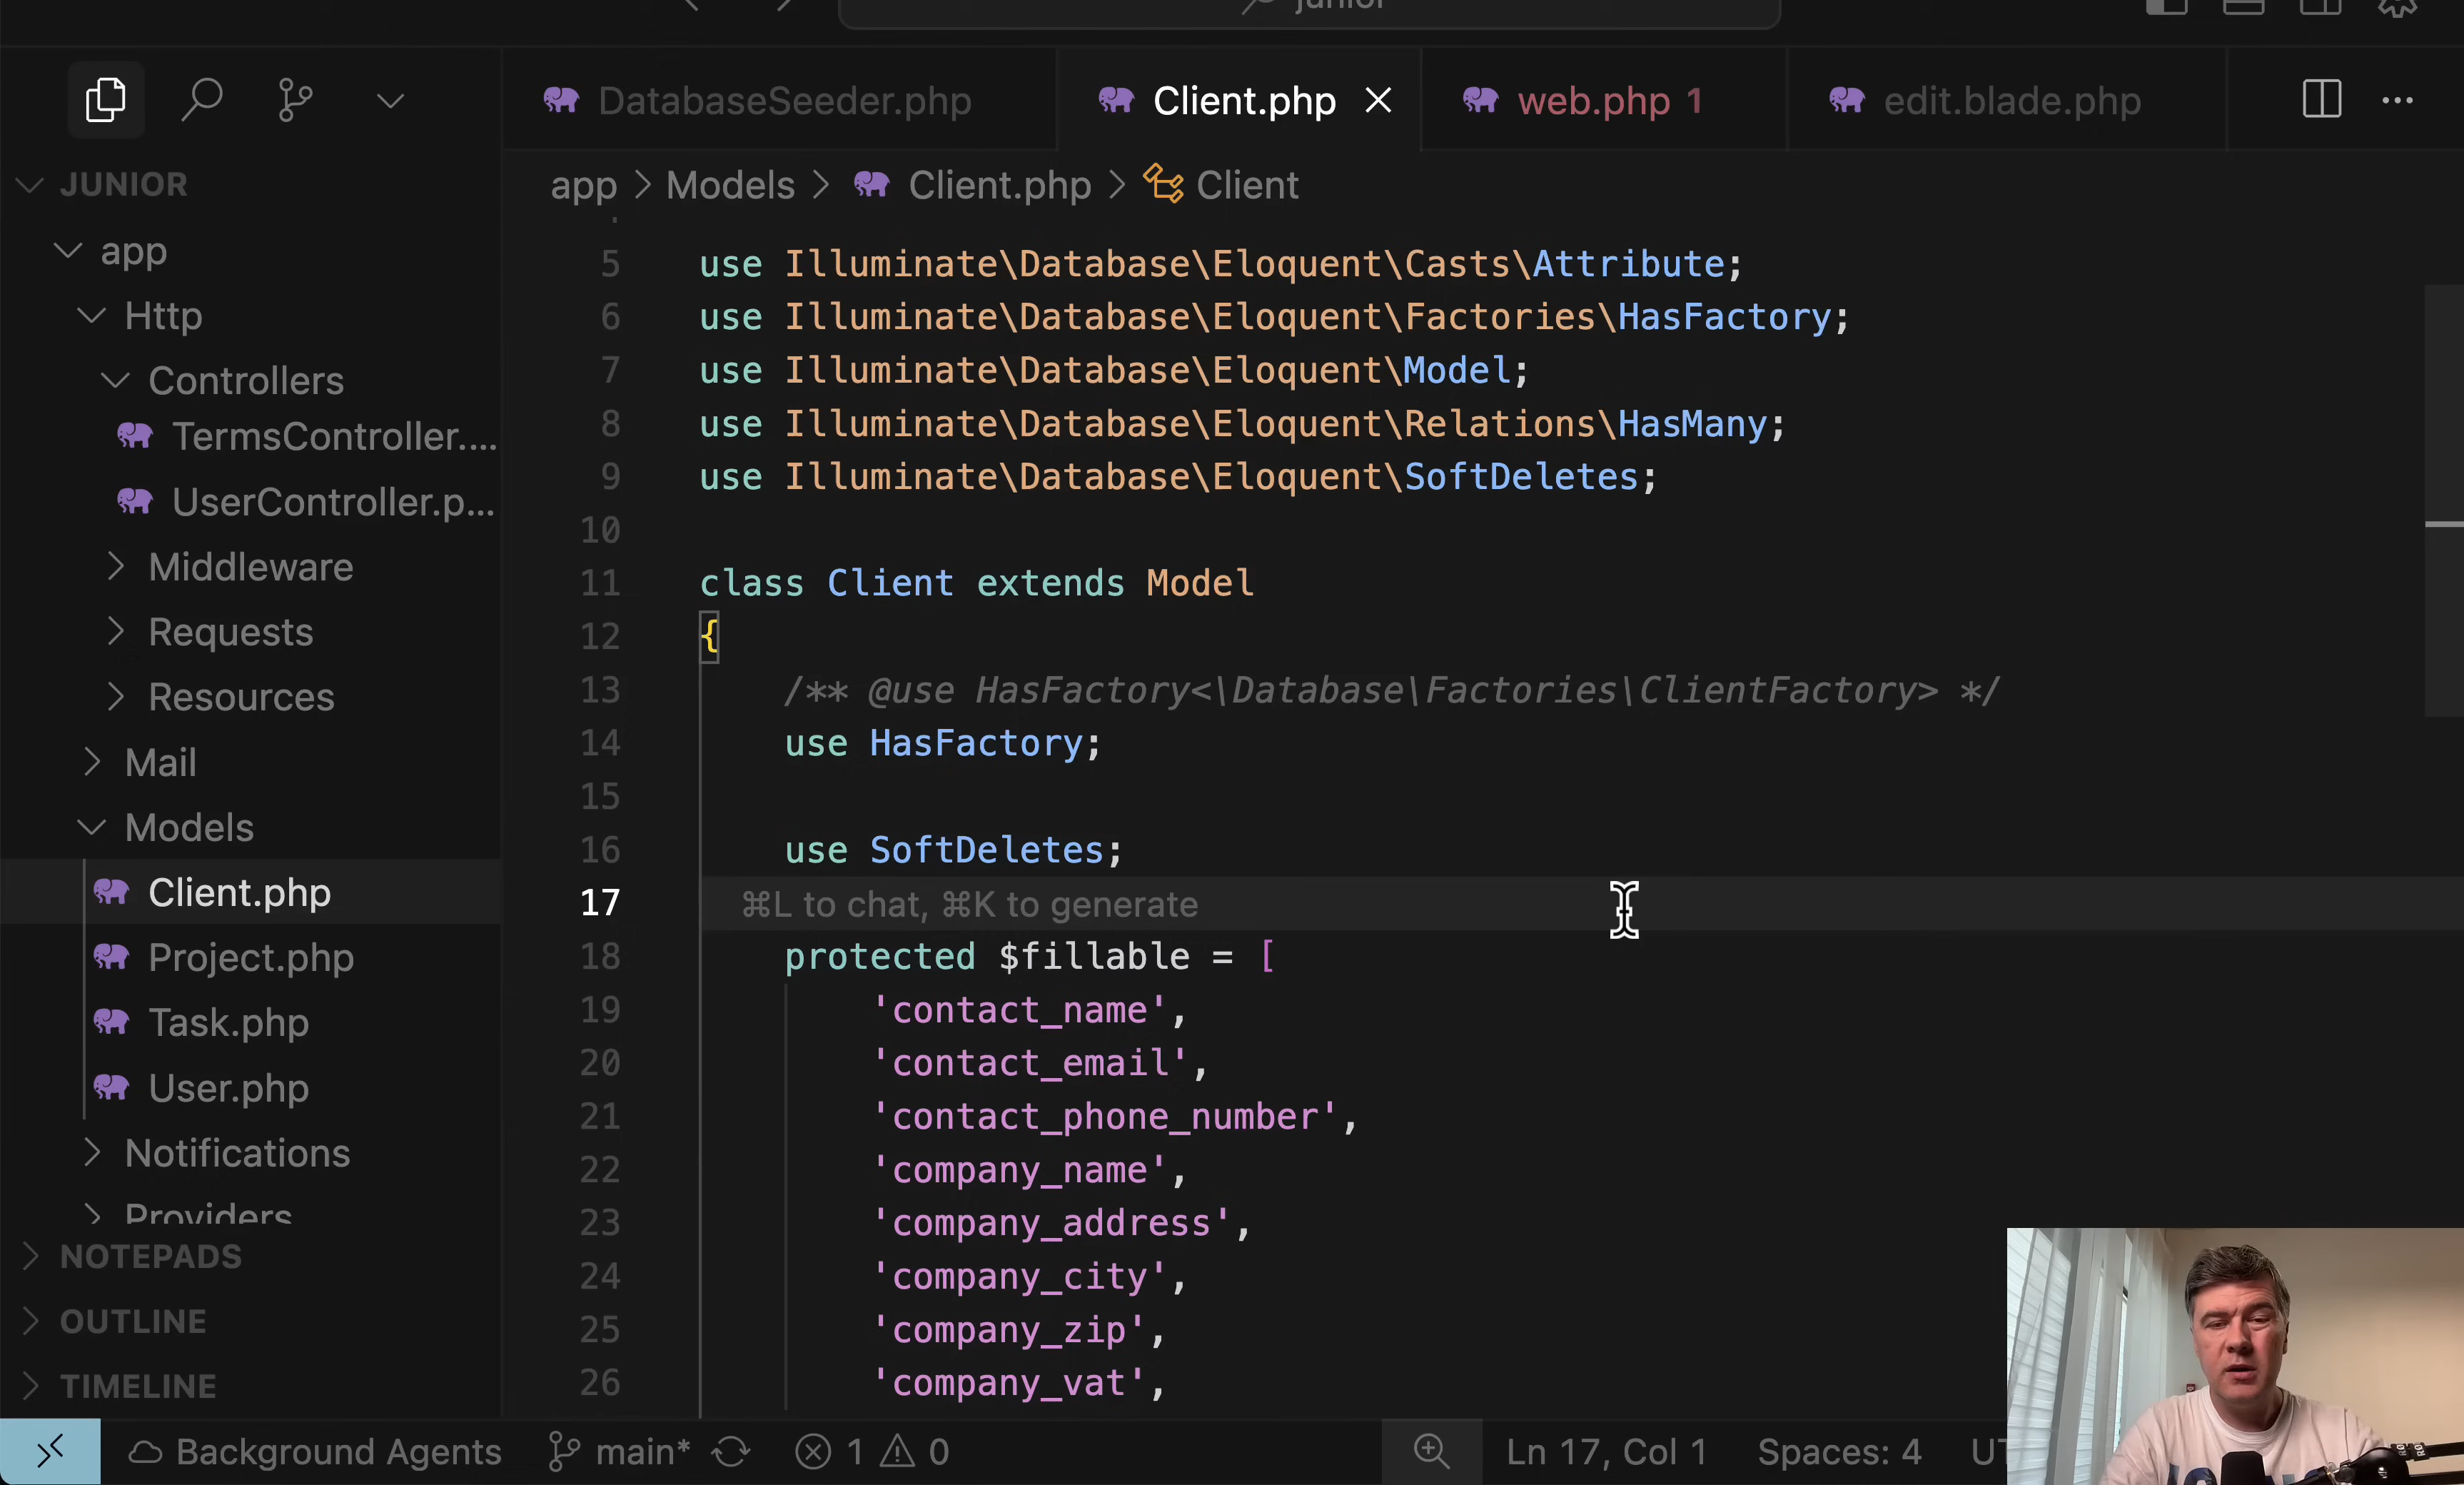 junior
DatabaseSeeder.php
Client.php
web.php 1
edit.blade.php
JUNIOR
app
Http
Controllers
TermsController....
UserController.p...
Middleware
Requests
Resources
Mail
Models
Client.php
Project.php
Task.php
User.php
Notifications
Providers
NOTEPADS
OUTLINE
TIMELINE
app > Models > Client.php > Client
5 use Illuminate\Database\Eloquent\Casts\Attribute;
6 use Illuminate\Database\Eloquent\Factories\HasFactory;
7 use Illuminate\Database\Eloquent\Model;
8 use Illuminate\Database\Eloquent\Relations\HasMany;
9 use Illuminate\Database\Eloquent\SoftDeletes;
10
11 class Client extends Model
12 {
13 /** @use HasFactory<\Database\Factories\ClientFactory> */
14 use HasFactory;
15
16 use SoftDeletes;
17 ⌘L to chat, ⌘K to generate
18 protected $fillable = [
19 'contact_name',
20 'contact_email',
21 'contact_phone_number',
22 'company_name',
23 'company_address',
24 'company_city',
25 'company_zip',
26 'company_vat',
Background Agents main* 1 0 Ln 17, Col 1 Spaces: 4